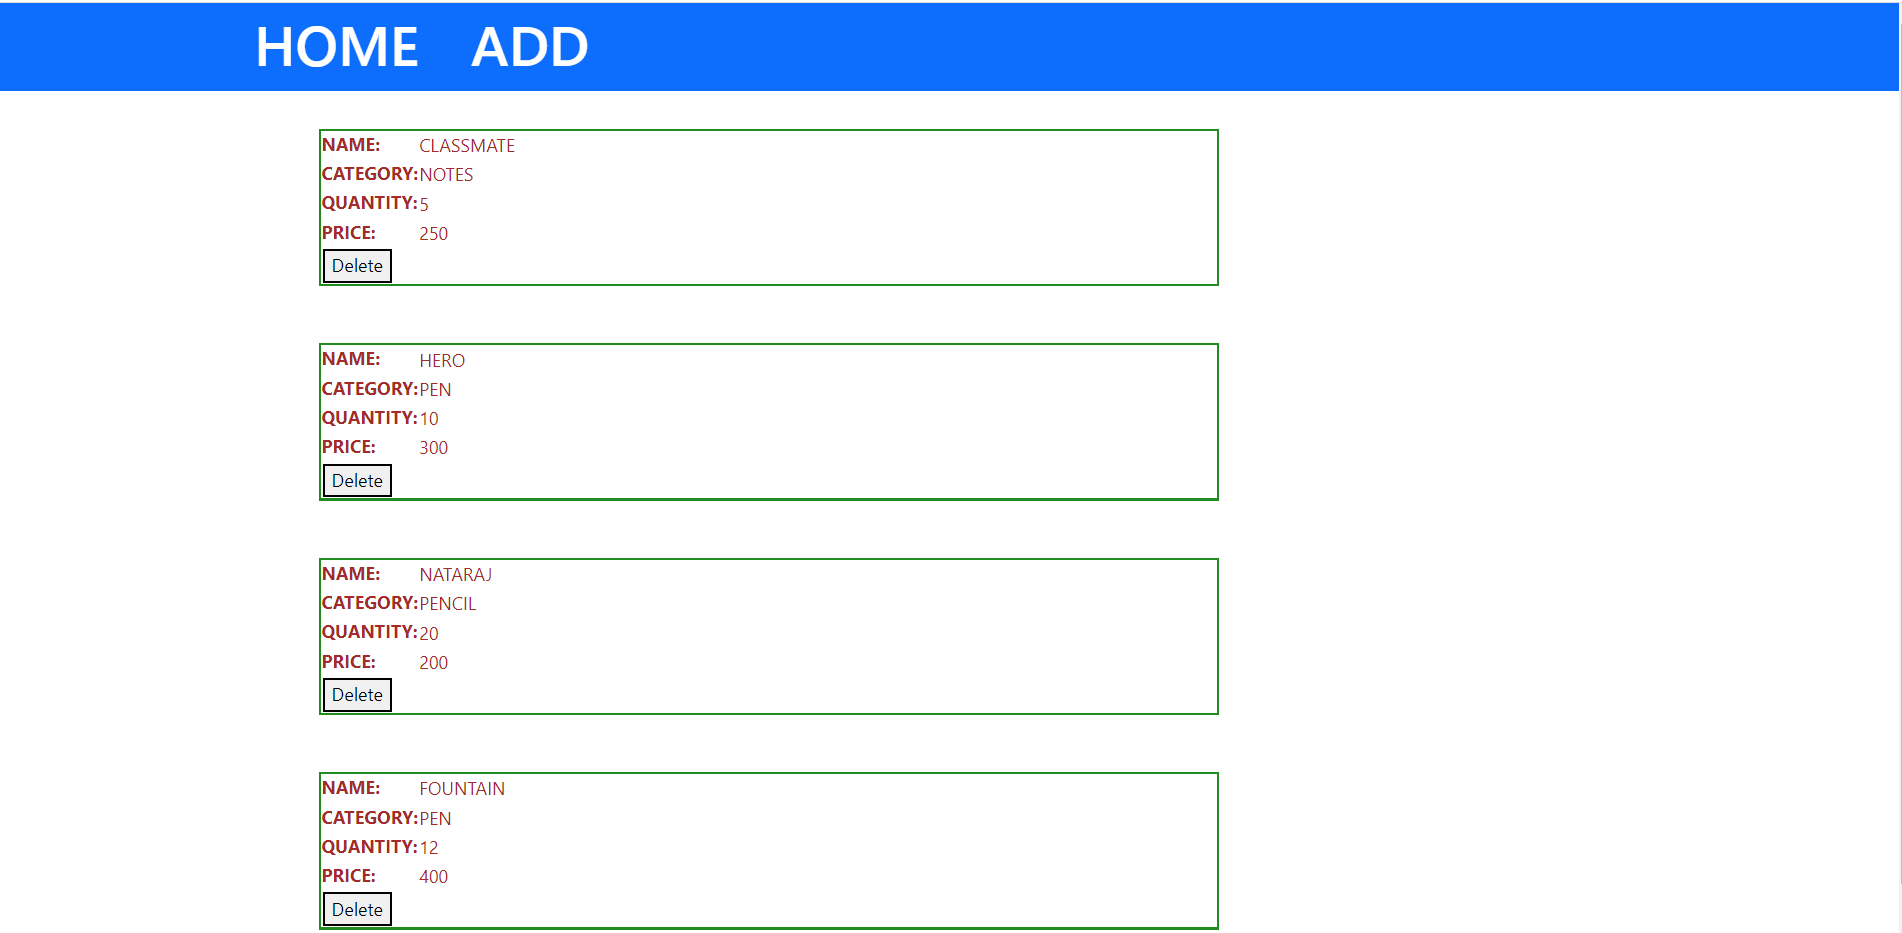 HOME ADD
NAME: CLASSMATE
CATEGORY: NOTES
QUANTITY: 5
PRICE: 250
Delete
NAME: HERO
CATEGORY: PEN
QUANTITY: 10
PRICE: 300
Delete
NAME: NATARAJ
CATEGORY: PENCIL
QUANTITY: 20
PRICE: 200
Delete
NAME: FOUNTAIN
CATEGORY: PEN
QUANTITY: 12
PRICE: 400
Delete